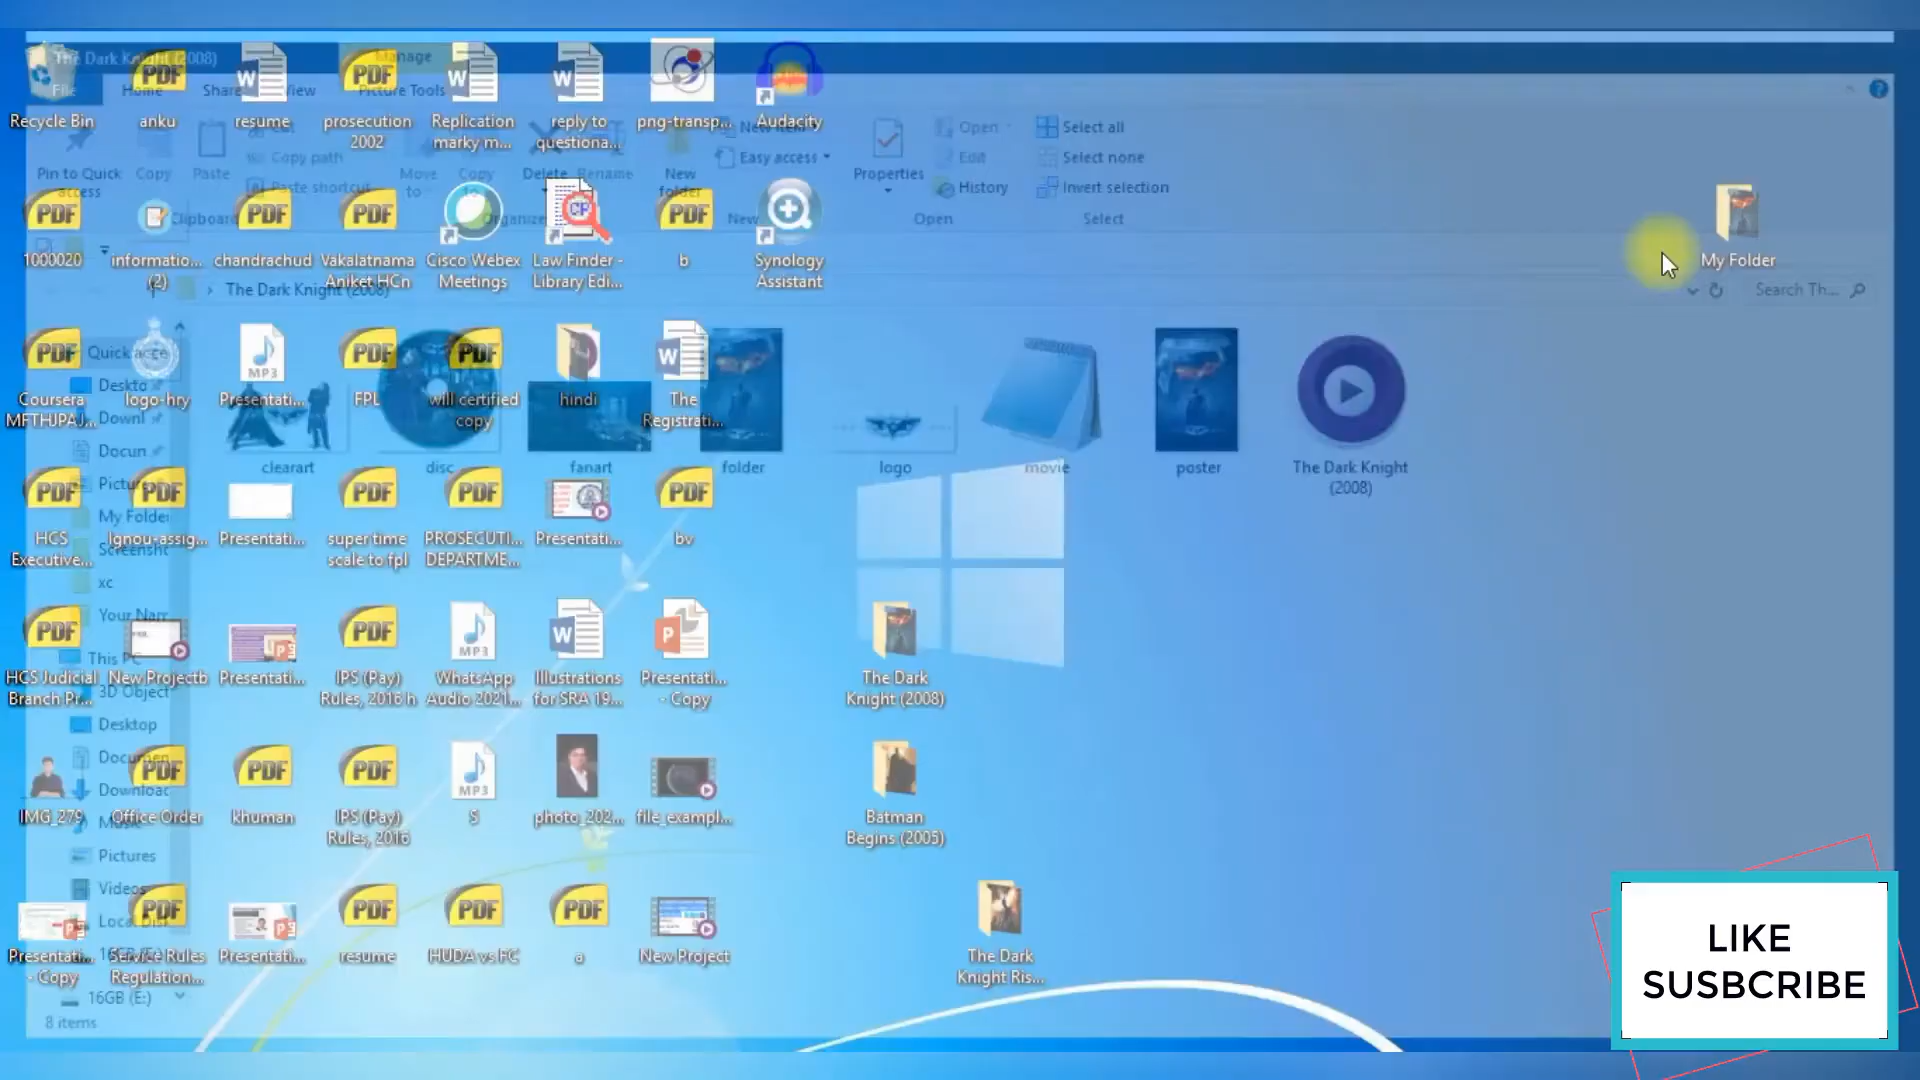 The Dark Knight (2008)
Manage
File
Home
Share
View
Picture Tools
Recycle Bin
anku
resume
prosecution
2002
Replication
marky m...
reply to
questiona...
png-transp...
Audacity
New item
Easy access
Copy path
Paste shortcut
Pin to Quick
access
Copy
Paste
Move
to
Copy
Delete
Rename
New
folder
Properties
Open
Edit
History
Select all
Select none
Invert selection
Clipboard
Organize
New
Open
Select
1000020
informatio...
(2)
chandrachud
Vakalatnama
Aniket HCn
Cisco Webex
Meetings
Law Finder -
Library Edi...
b
Synology
Assistant
My Folder
The Dark Knight (2008)
Search Th...
Coursera
MFTHJPAJ...
logo-hry
Presentati...
FPL
will certified
copy
hindi
The
Registrati...
clearart
disc
fanart
folder
logo
movie
poster
The Dark Knight
(2008)
HCS
Executive...
Ignou-assig...
Presentati...
super time
scale to fpl
PROSECUTI...
DEPARTME...
Presentati...
bv
HCS Judicial
Branch Pr...
New Projectb
Presentati...
IPS (Pay)
Rules, 2016 h
WhatsApp
Audio 2021...
Illustrations
for SRA 19...
Presentati...
- Copy
The Dark
Knight (2008)
IMG_279
Office Order
khuman
IPS (Pay)
Rules, 2016
S
photo_202...
file_exampl...
Batman
Begins (2005)
Presentati...
- Copy
Service Rules
Regulation...
Presentati...
resume
HUDA vs FC
a
New Project
The Dark
Knight Ris...
Quick acce
Deskto
Downl
Docun
Pictu
My Folde
Screensho
xc
Your Narr
This PC
3D Object
Desktop
Documen
Downloac
Music
Pictures
Videos
Local Disk
16GB (E:)
16GB (E:)
8 items
LIKE
SUSBCRIBE